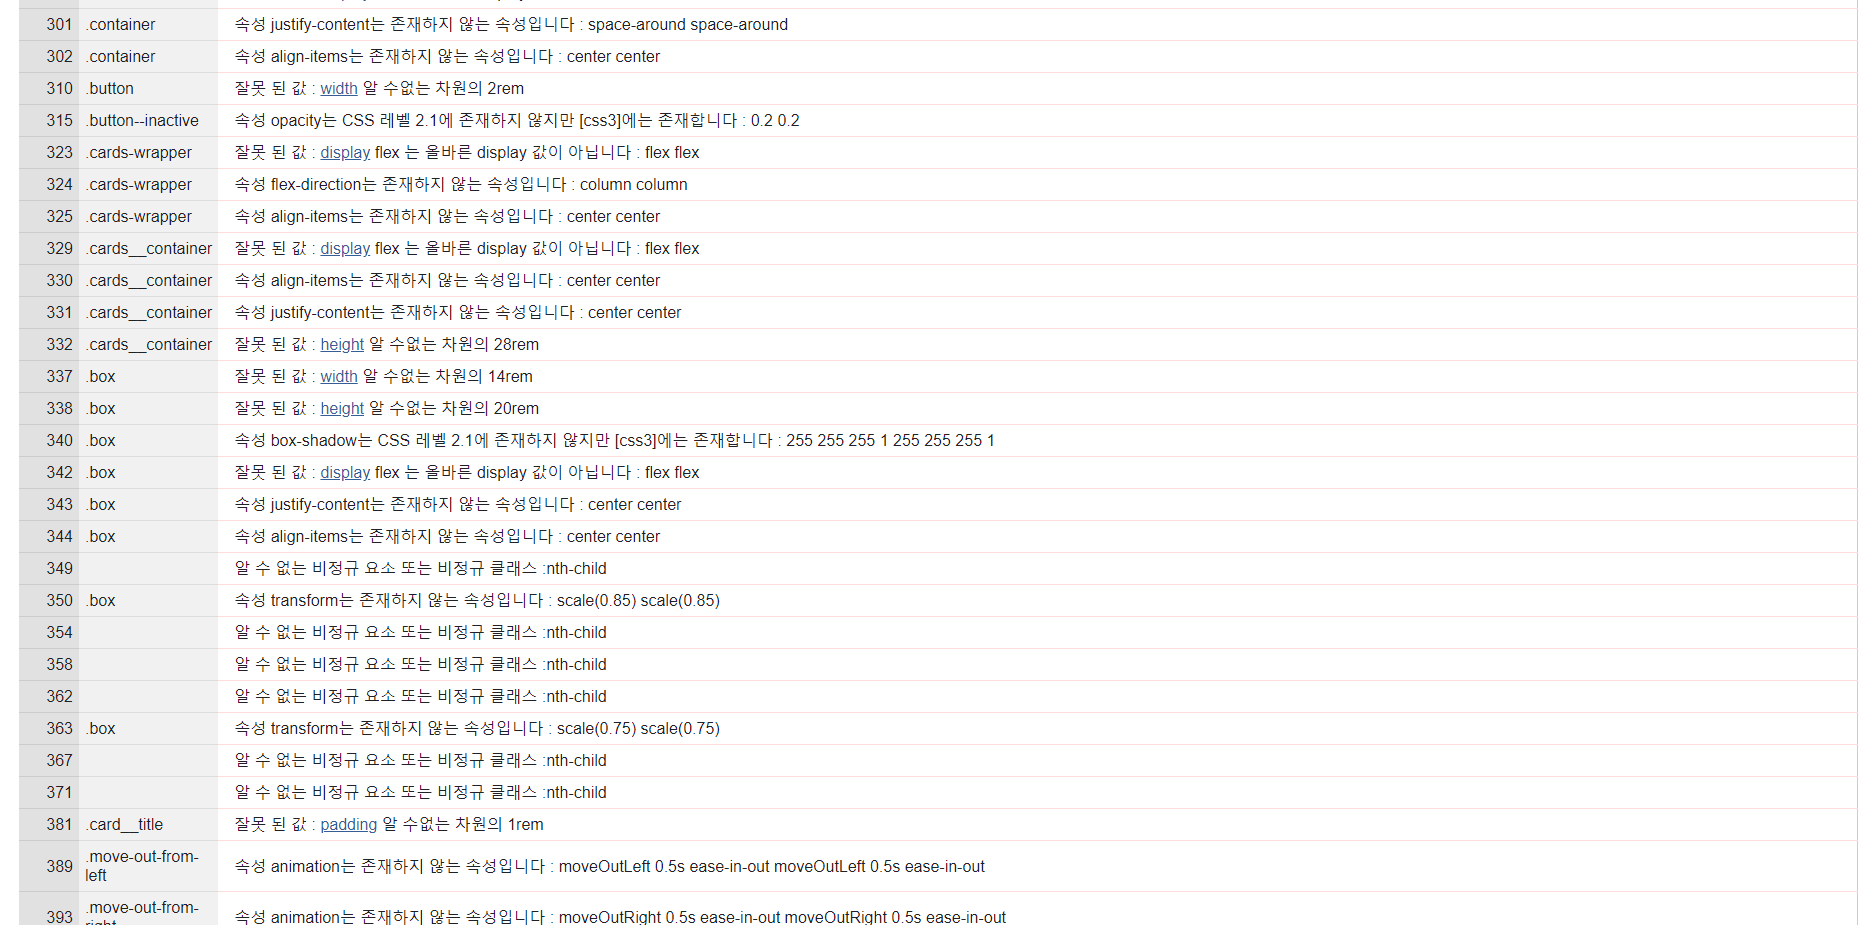 301 .container 속성 justify-content는 존재하지 않는 속성입니다 : space-around space-around
302 .container 속성 align-items는 존재하지 않는 속성입니다 : center center
310 .button 잘못 된 값 : width 알 수없는 차원의 2rem
315 .button--inactive 속성 opacity는 CSS 레벨 2.1에 존재하지 않지만 [css3]에는 존재합니다 : 0.2 0.2
323 .cards-wrapper 잘못 된 값 : display flex 는 올바른 display 값이 아닙니다 : flex flex
324 .cards-wrapper 속성 flex-direction는 존재하지 않는 속성입니다 : column column
325 .cards-wrapper 속성 align-items는 존재하지 않는 속성입니다 : center center
329 .cards__container 잘못 된 값 : display flex 는 올바른 display 값이 아닙니다 : flex flex
330 .cards__container 속성 align-items는 존재하지 않는 속성입니다 : center center
331 .cards__container 속성 justify-content는 존재하지 않는 속성입니다 : center center
332 .cards__container 잘못 된 값 : height 알 수없는 차원의 28rem
337 .box 잘못 된 값 : width 알 수없는 차원의 14rem
338 .box 잘못 된 값 : height 알 수없는 차원의 20rem
340 .box 속성 box-shadow는 CSS 레벨 2.1에 존재하지 않지만 [css3]에는 존재합니다 : 255 255 255 1 255 255 255 1
342 .box 잘못 된 값 : display flex 는 올바른 display 값이 아닙니다 : flex flex
343 .box 속성 justify-content는 존재하지 않는 속성입니다 : center center
344 .box 속성 align-items는 존재하지 않는 속성입니다 : center center
349 알 수 없는 비정규 요소 또는 비정규 클래스 :nth-child
350 .box 속성 transform는 존재하지 않는 속성입니다 : scale(0.85) scale(0.85)
354 알 수 없는 비정규 요소 또는 비정규 클래스 :nth-child
358 알 수 없는 비정규 요소 또는 비정규 클래스 :nth-child
362 알 수 없는 비정규 요소 또는 비정규 클래스 :nth-child
363 .box 속성 transform는 존재하지 않는 속성입니다 : scale(0.75) scale(0.75)
367 알 수 없는 비정규 요소 또는 비정규 클래스 :nth-child
371 알 수 없는 비정규 요소 또는 비정규 클래스 :nth-child
381 .card__title 잘못 된 값 : padding 알 수없는 차원의 1rem
389 .move-out-from-
left 속성 animation는 존재하지 않는 속성입니다 : moveOutLeft 0.5s ease-in-out moveOutLeft 0.5s ease-in-out
393 .move-out-from-
right 속성 animation는 존재하지 않는 속성입니다 : moveOutRight 0.5s ease-in-out moveOutRight 0.5s ease-in-out